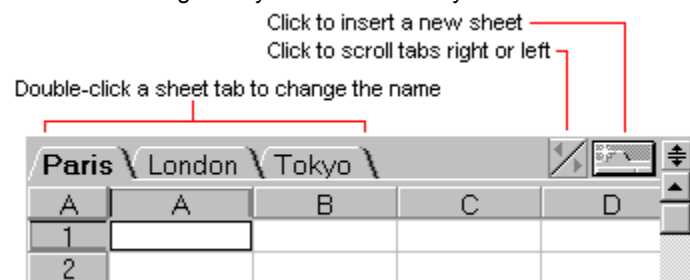 Click to insert a new sheet
Click to scroll tabs right or left
Double-click a sheet tab to change the name
Paris London Tokyo
A A B C D
1
2